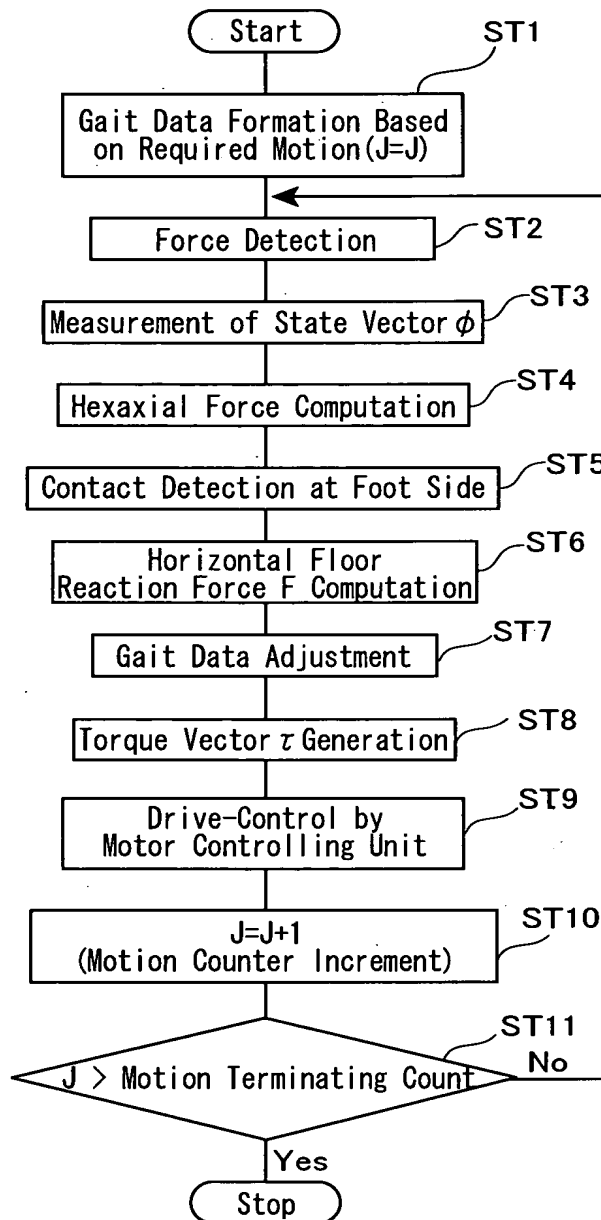 Start
ST1
Gait Data Formation Based
on Required Motion(J=J)
ST2
Force Detection
ST3
Measurement of State Vector ϕ
ST4
Hexaxial Force Computation
ST5
Contact Detection at Foot Side
ST6
Horizontal Floor
Reaction Force F Computation
ST7
Gait Data Adjustment
ST8
Torque Vector τ Generation
ST9
Drive-Control by
Motor Controlling Unit
ST10
J=J+1
(Motion Counter Increment)
ST11
J > Motion Terminating Count
No
Yes
Stop